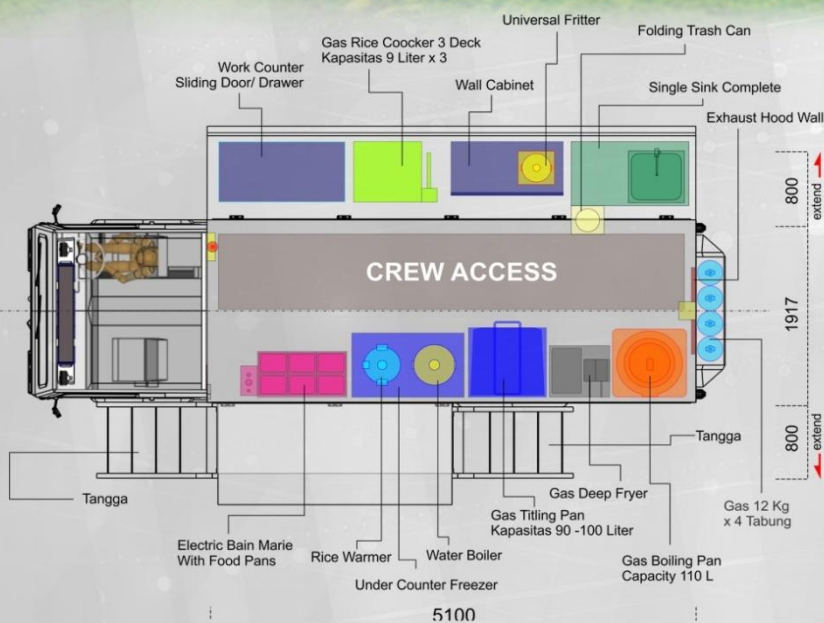 Universal Fritter
Folding Trash Can
Gas Rice Coocker 3 Deck
Kapasitas 9 Liter x 3
Work Counter
Sliding Door/ Drawer
Wall Cabinet
Single Sink Complete
Exhaust Hood Wall
800
extend
CREW ACCESS
1917
800
extend
Tangga
Tangga
Gas Deep Fryer
Gas 12 Kg
x 4 Tabung
Gas Titling Pan
Kapasitas 90 -100 Liter
Electric Bain Marie
With Food Pans
Rice Warmer
Water Boiler
Gas Boiling Pan
Capacity 110 L
Under Counter Freezer
5100